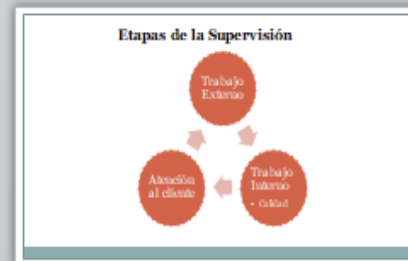 Etapas de la Supervisión
Trabajo
Externo
Trabajo
Interno
• Calidad
Atención
al cliente